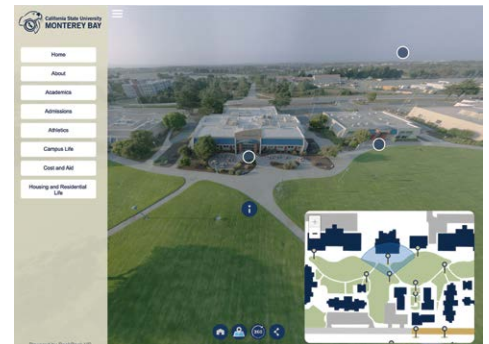 California State University
MONTEREY BAY
Home
About
Academics
Admissions
Athletics
Campus Life
Cost and Aid
Housing and Residential
Life
i
360